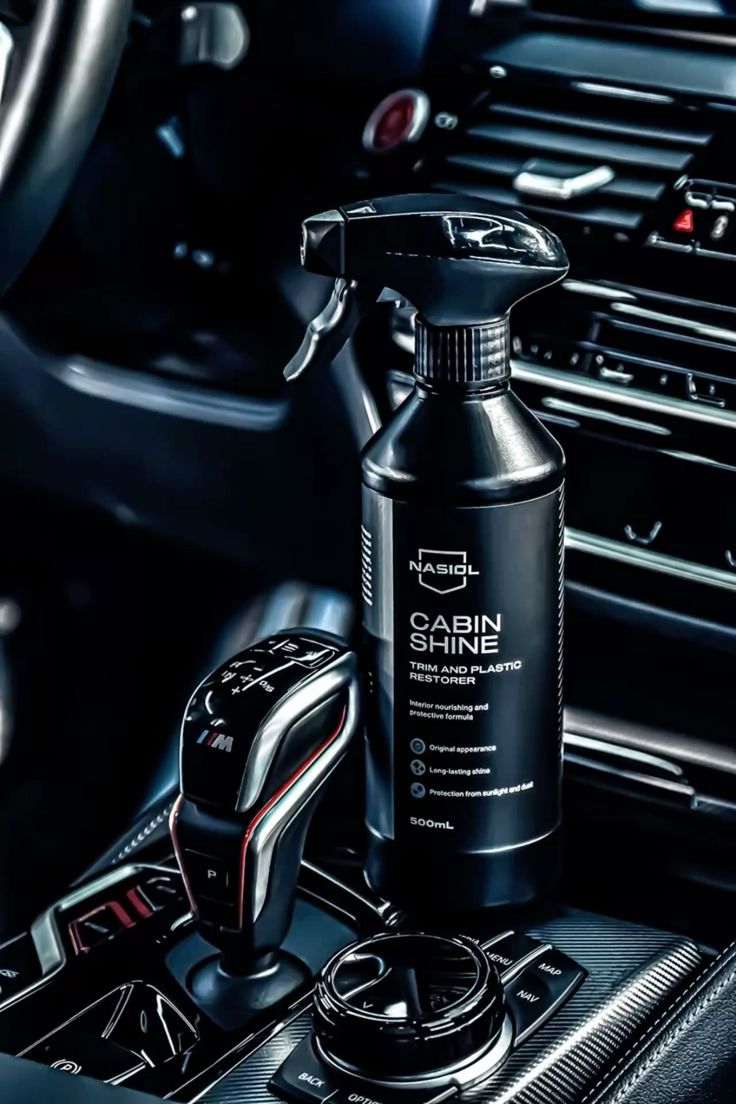 NASIOL
CABIN
SHINE
TRIM AND PLASTIC
RESTORER
Interior nourishing and
protective formula
Original appearance
Long-lasting shine
Protection from sunlight and dust
500mL
M
P
MENU
MAP
NAV
BACK